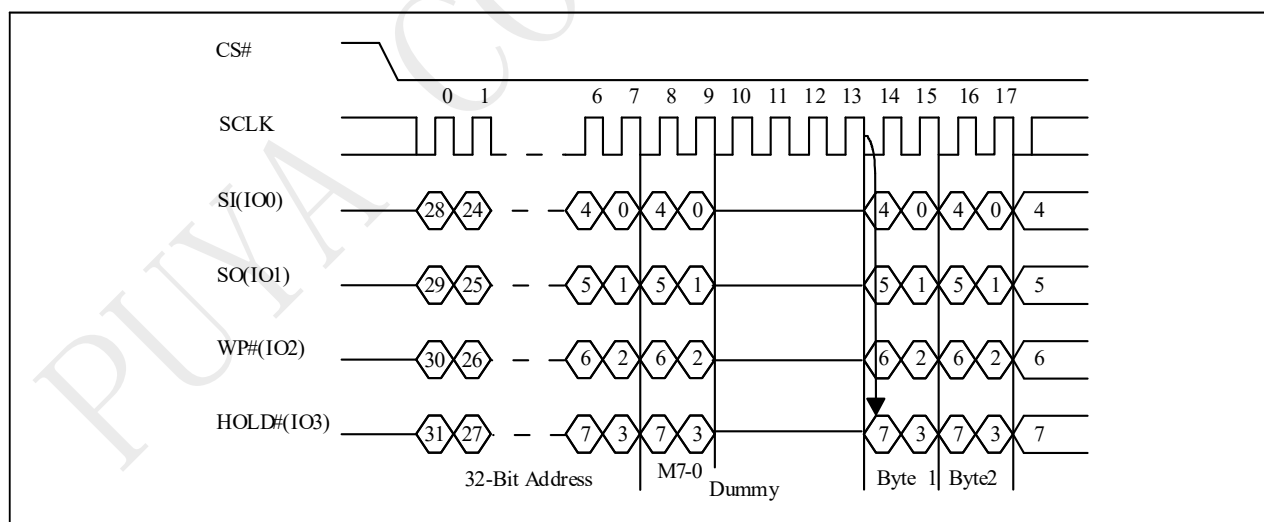 CS#
0 1 6 7 8 9 10 11 12 13 14 15 16 17
SCLK
SI(IO0) 28 24 4 0 4 0 4 0 4 0 4
SO(IO1) 29 25 5 1 5 1 5 1 5 1 5
WP#(IO2) 30 26 6 2 6 2 6 2 6 2 6
HOLD#(IO3) 31 27 7 3 7 3 7 3 7 3 7
32-Bit Address M7-0 Dummy Byte 1 Byte2
PUYA CO